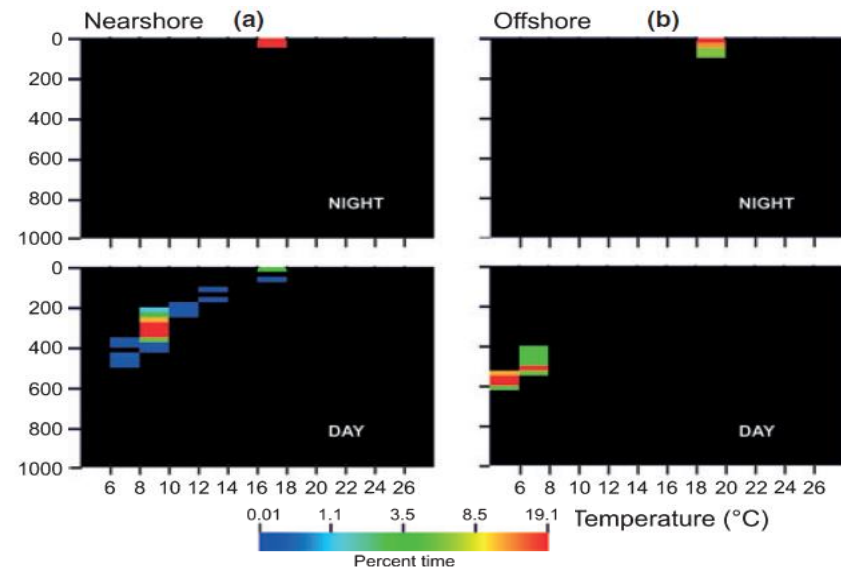 Nearshore (a)
Offshore (b)
0
200
400
600
800
1000
NIGHT
NIGHT
0
200
400
600
800
1000
DAY
DAY
6 8 10 12 14 16 18 20 22 24 26
6 8 10 12 14 16 18 20 22 24 26
0.01 1.1 3.5 8.5 19.1
Temperature (°C)
Percent time